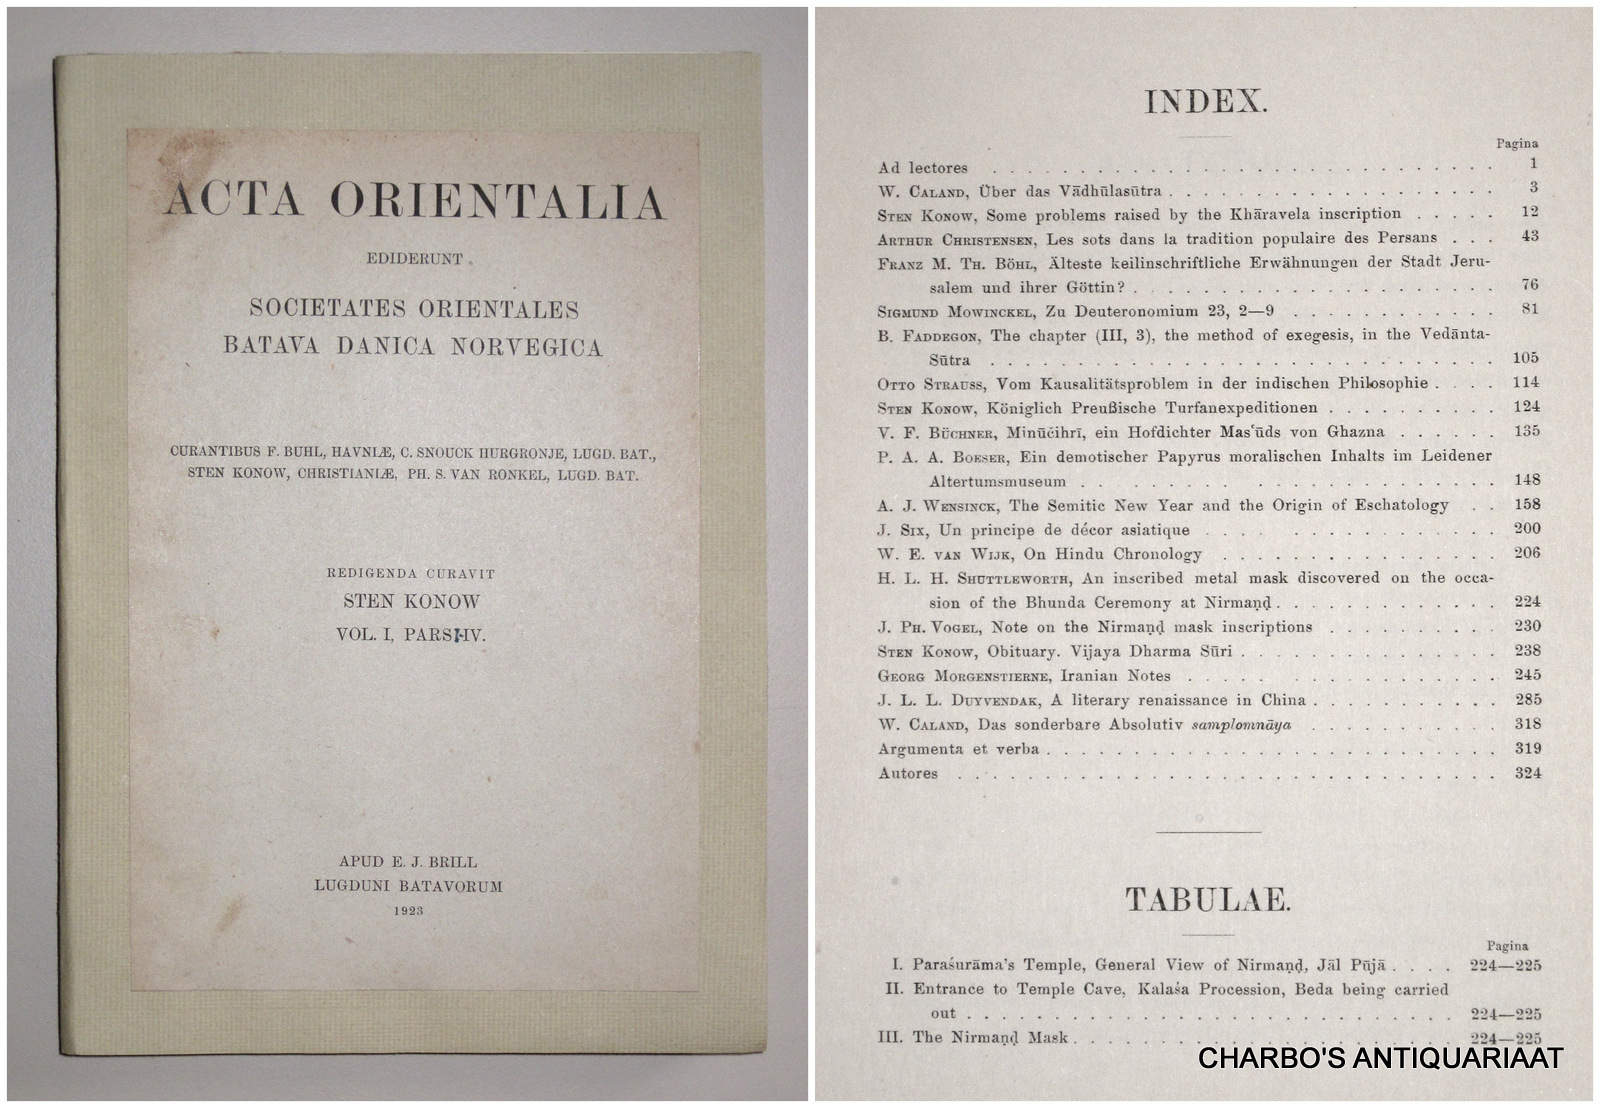 ACTA ORIENTALIA
EDIDERUNT
SOCIETATES ORIENTALES
BATAVA DANICA NORVEGICA
CURANTIBUS F. BUHL, HAVNIÆ, C. SNOUCK HURGRONJE, LUGD. BAT.,
STEN KONOW, CHRISTIANIÆ, PH. S. VAN RONKEL, LUGD. BAT.
REDIGENDA CURAVIT
STEN KONOW
VOL. I, PARS I-IV.
APUD E. J. BRILL
LUGDUNI BATAVORUM
1923
INDEX.
Pagina
Ad lectores . . . . . . . . . . 1
W. CALAND, Über das Vādhūlasūtra . . . . . . . . . . 3
STEN KONOW, Some problems raised by the Khāravela inscription . . . . . 12
ARTHUR CHRISTENSEN, Les sots dans la tradition populaire des Persans . . . 43
FRANZ M. TH. BÖHL, Älteste keilinschriftliche Erwähnungen der Stadt Jeru-
salem und ihrer Göttin? . . . . . . . . . . 76
SIGMUND MOWINCKEL, Zu Deuteronomium 23, 2—9 . . . . . . . . . . 81
B. FADDEGON, The chapter (III, 3), the method of exegesis, in the Vedānta-
Sūtra . . . . . . . . . . 105
OTTO STRAUSS, Vom Kausalitätsproblem in der indischen Philosophie . . . . 114
STEN KONOW, Königlich Preußische Turfanexpeditionen . . . . . . . . . 124
V. F. BÜCHNER, Minūčihrī, ein Hofdichter Masʿūds von Ghazna . . . . . . 135
P. A. A. BOESER, Ein demotischer Papyrus moralischen Inhalts im Leidener
Altertumsmuseum . . . . . . . . . . 148
A. J. WENSINCK, The Semitic New Year and the Origin of Eschatology . . 158
J. SIX, Un principe de décor asiatique . . . . . . . . . . 200
W. E. VAN WIJK, On Hindu Chronology . . . . . . . . . . 206
H. L. H. SHUTTLEWORTH, An inscribed metal mask discovered on the occa-
sion of the Bhunda Ceremony at Nirmaṇḍ . . . . . . . . . . 224
J. PH. VOGEL, Note on the Nirmaṇḍ mask inscriptions . . . . . . . . . 230
STEN KONOW, Obituary. Vijaya Dharma Sūri . . . . . . . . . . 238
GEORG MORGENSTIERNE, Iranian Notes . . . . . . . . . . 245
J. L. L. DUYVENDAK, A literary renaissance in China . . . . . . . . . . 285
W. CALAND, Das sonderbare Absolutiv samplomnāya . . . . . . . . . . 318
Argumenta et verba . . . . . . . . . . 319
Autores . . . . . . . . . . 324
TABULAE.
Pagina
I. Paraśurāma's Temple, General View of Nirmaṇḍ, Jāl Pūjā . . . . 224—225
II. Entrance to Temple Cave, Kalaśa Procession, Beda being carried
out . . . . . . . . . . 224—225
III. The Nirmaṇḍ Mask . . . . . . . . . . 224—225
CHARBO'S ANTIQUARIAAT